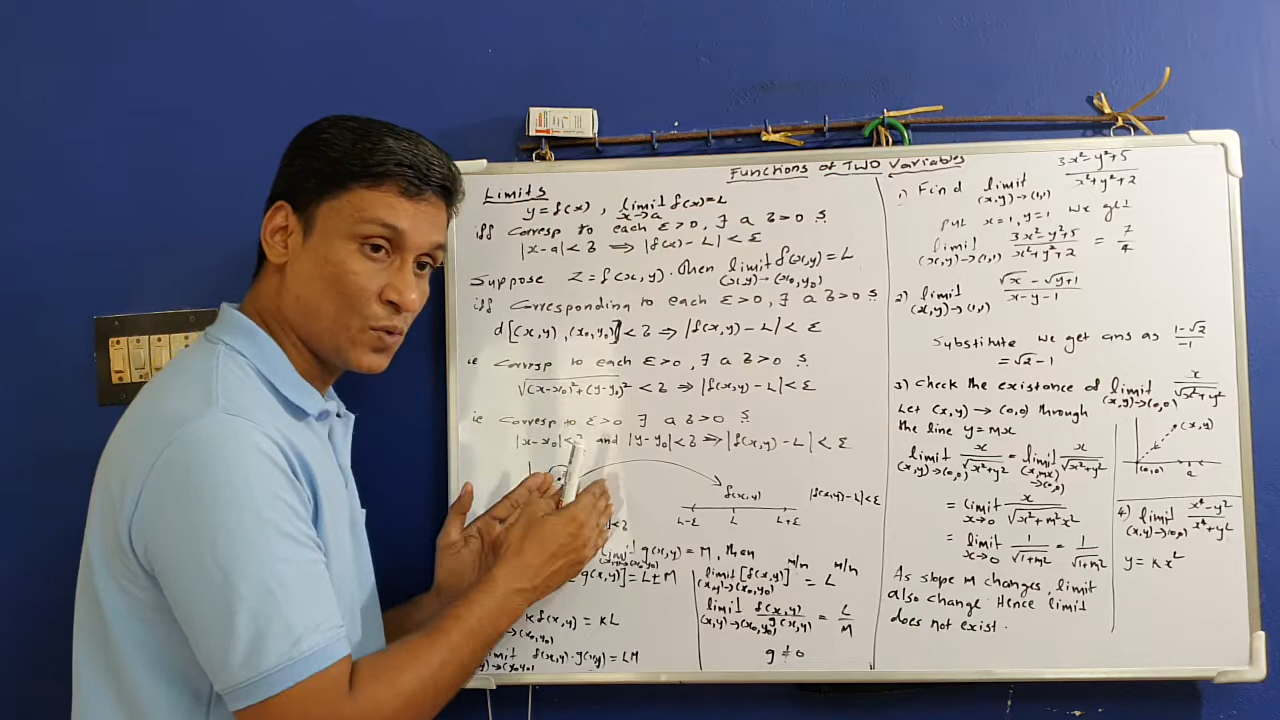 Functions of TWO Variables
Limits
y = f(x) , limit f(x) = L
x→a
iff corresp to each ε>0, ∃ a δ>0 s
|x-a| < δ ⟹ |f(x) - L| < ε
Suppose Z = f(x,y). Then limit f(x,y) = L
(x,y)→(x₀,y₀)
iff Corresponding to each ε>0, ∃ a δ>0 s
d[(x,y), (x₀,y₀)] < δ ⟹ |f(x,y) - L| < ε
ie corresp to each ε>0, ∃ a δ>0 s
√(x-x₀)²+(y-y₀)² < δ ⟹ |f(x,y) - L| < ε
ie corresp to ε>0 ∃ a δ>0 s
|x-x₀| < δ and |y-y₀| < δ ⟹ |f(x,y) - L| < ε
f(x,y) |f(x,y) - L| < ε
L-ε L L+ε
g(x,y) = M, then
g(x,y)] = L±M
K f(x,y) = KL
→(x₀,y₀)
limit f(x,y)·g(x,y) = LM
limit [f(x,y)]^m/n = L^m/n
(x,y)→(x₀,y₀)
limit f(x,y)/g(x,y) = L/M
(x,y)→(x₀,y₀)
g ≠ 0
1) Find limit 3x²-y²+5 / x²+y²+2
(x,y)→(1,1)
put x=1, y=1 we get
limit 3x²-y²+5 / x²+y²+2 = 7/4
(x,y)→(1,1)
2) limit √x - √y+1 / x-y-1
(x,y)→(1,1)
Substitute we get ans as 1-√2 / -1
= √2 - 1
3) Check the existance of limit x / √x²+y²
(x,y)→(0,0)
Let (x,y) → (0,0) through
the line y = mx
limit x / √x²+y² = limit x / √x²+y²
(x,y)→(0,0) (x,mx)→(0,0)
= limit x / √x²+m²x²
x→0
= limit 1 / √1+m² = 1 / √1+m²
x→0
As slope m changes, limit
also change. Hence limit
does not exist.
(x,y)
(0,0) a
4) limit x⁴-y² / x⁴+y²
(x,y)→(0,0)
y = kx²